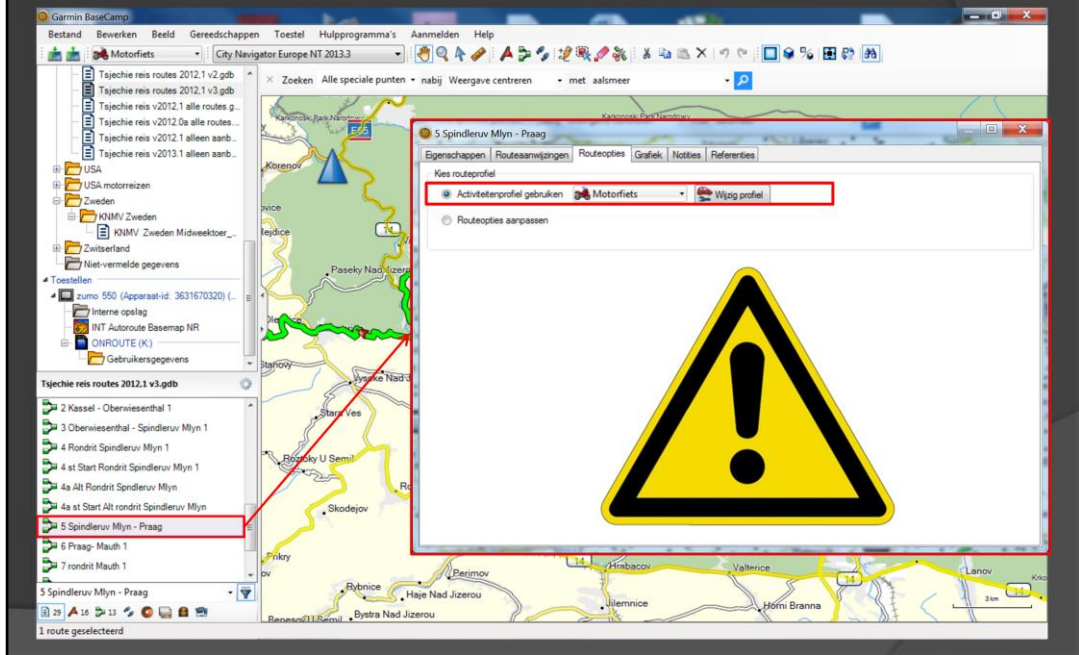 Garmin BaseCamp
Bestand Bewerken Beeld Gereedschappen Toestel Hulpprogramma's Aanmelden Help
Motorfiets City Navigator Europe NT 2013.3
Zoeken Alle speciale punten nabij Weergave centreren met aalsmeer
Tsjechie reis routes 2012,1 v2.gdb
Tsjechie reis routes 2012,1 v3.gdb
Tsjechie reis v2012,1 alle routes.g...
Tsjechie reis v2012.0a alle routes....
Tsjechie reis v2012.1 alleen aanb...
Tsjechie reis v2013.1 alleen aanb...
USA
USA motorreizen
Zweden
KNMV Zweden
KNMV Zweden Midweektoer_...
Zwitserland
Niet-vermelde gegevens
Toestellen
zumo 550 (Apparaat-id: 3631670320) (...
Interne opslag
INT Autoroute Basemap NR
ONROUTE (K:)
Gebruikersgegevens
Tsjechie reis routes 2012,1 v3.gdb
2 Kassel - Oberwiesenthal 1
3 Oberwiesenthal - Spindleruv Mlyn 1
4 Rondrit Spindleruv Mlyn 1
4 st Start Rondrit Spindleruv Mlyn 1
4a Alt Rondrit Spndleruv Mlyn
4a st Start Alt rondrit Spindleruv Mlyn
5 Spindleruv Mlyn - Praag
6 Praag- Mauth 1
7 rondrit Mauth 1
5 Spindleruv Mlyn - Praag
29 16 13
1 route geselecteerd
5 Spindleruv Mlyn - Praag
Eigenschappen Routeaanwijzingen Routeopties Grafiek Notities Referenties
Kies routeprofiel
Activiteitenprofiel gebruiken Motorfiets Wijzig profiel
Routeopties aanpassen
E65
Korenov
Rejdice
14
Paseky Nad
Stara Ves
Roztoky U Semil
Skodejov
Prikry
Rybnice
Perimov
Haje Nad Jizerou
Bystra Nad Jizerou
14
Hrabacov
Jilemnice
Valterice
14
Horni Branna
Lanov
3 km